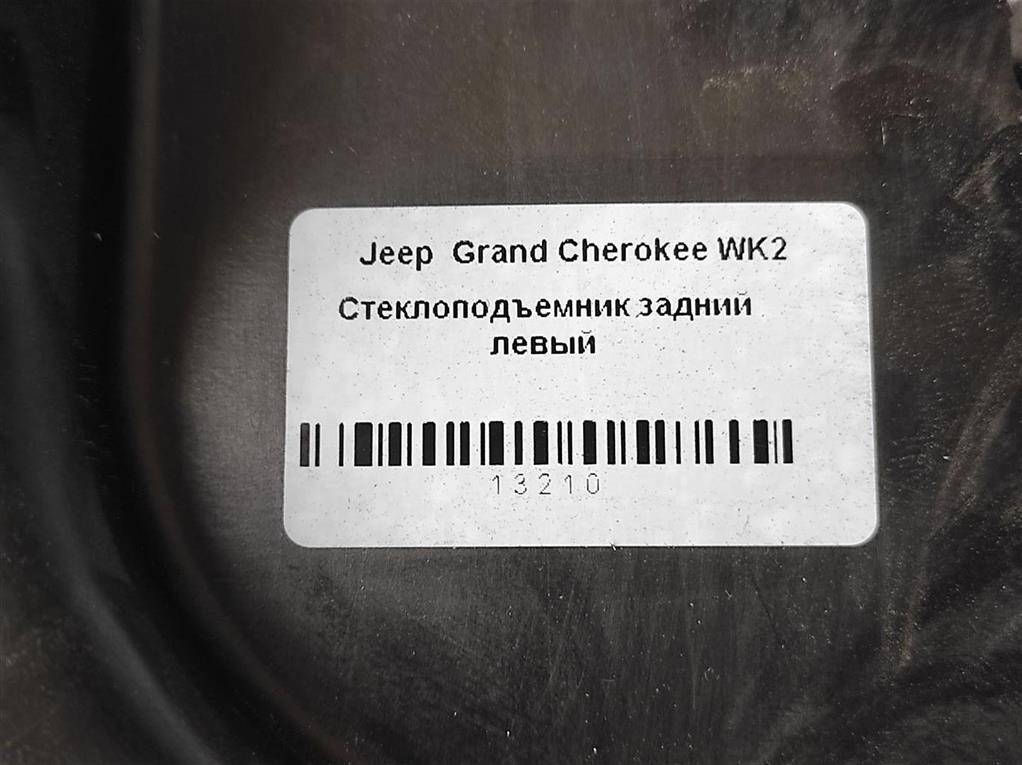 Jeep Grand Cherokee WK2
Стеклоподъемник задний
левый
13210